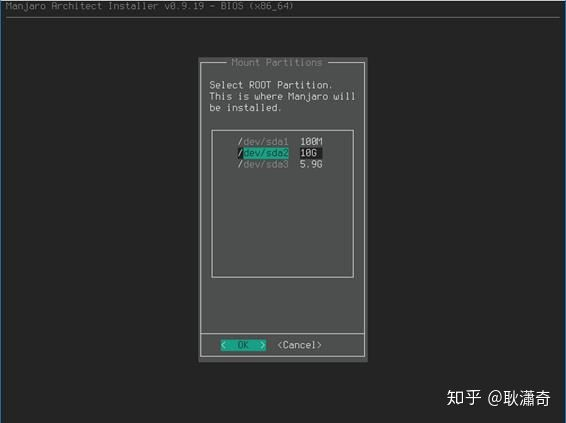 Manjaro Architect Installer v0.9.19 - BIOS (x86_64)
Mount Partitions
Select ROOT Partition.
This is where Manjaro will
be installed.
/dev/sda1 100M
/dev/sda2 10G
/dev/sda3 5.9G
< OK > <Cancel>
知乎 @耿潇奇